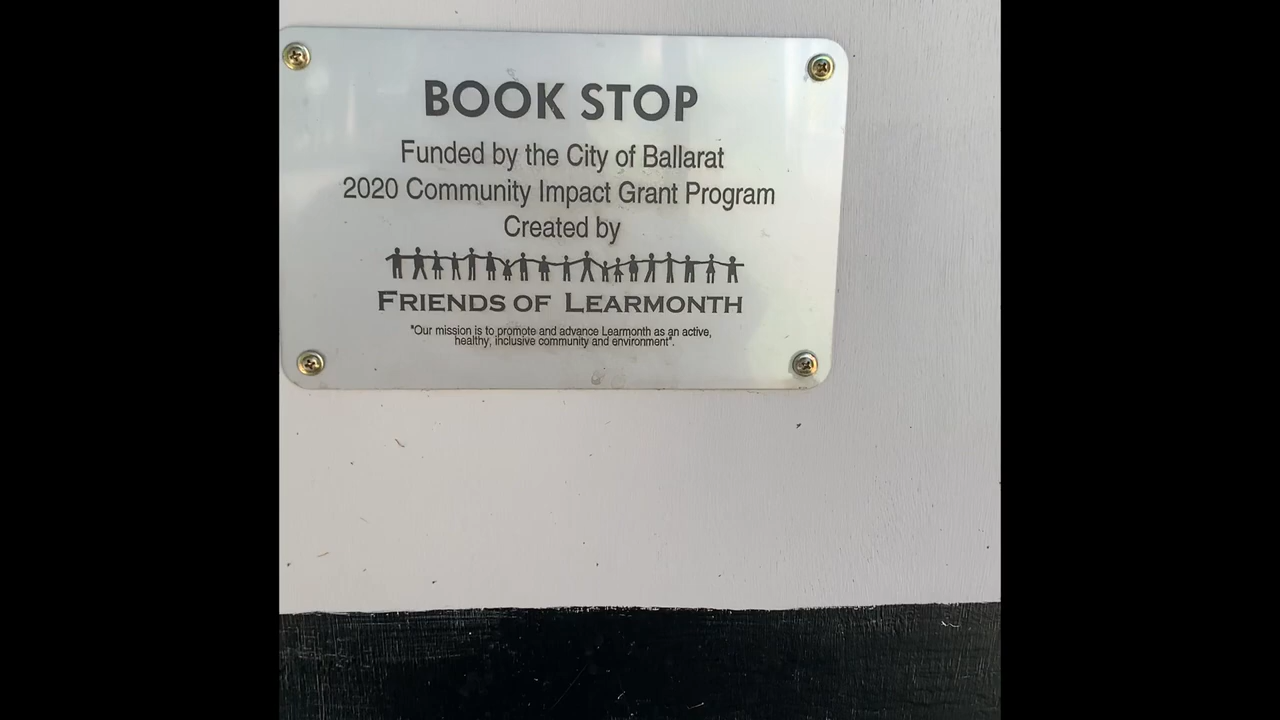 BOOK STOP
Funded by the City of Ballarat
2020 Community Impact Grant Program
Created by
FRIENDS OF LEARMONTH
"Our mission is to promote and advance Learmonth as an active,
healthy, inclusive community and environment".